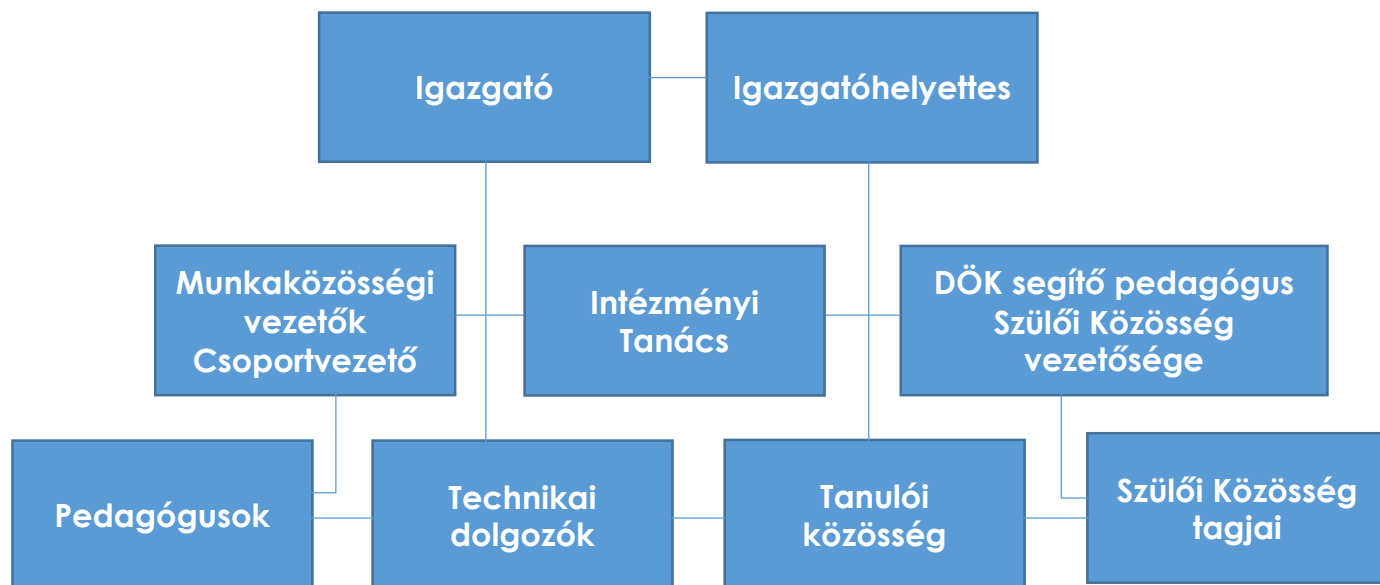 Igazgató
Igazgatóhelyettes
Munkaközösségi
vezetők
Csoportvezető
Intézményi
Tanács
DÖK segítő pedagógus
Szülői Közösség
vezetősége
Pedagógusok
Technikai
dolgozók
Tanulói
közösség
Szülői Közösség
tagjai